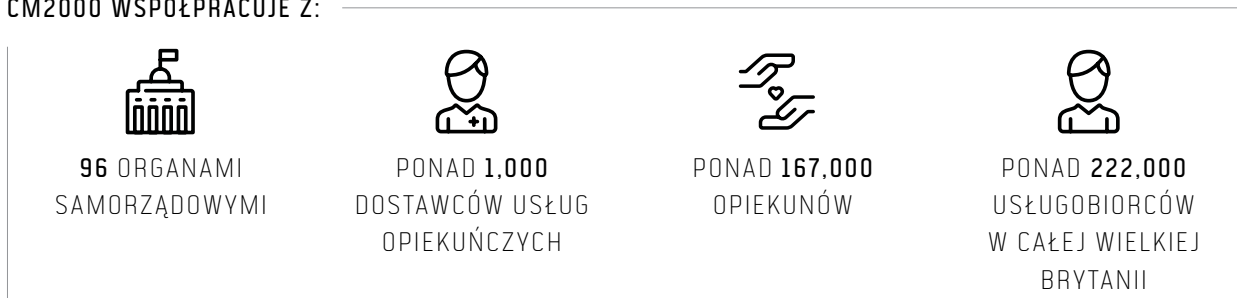 CM2000 WSPÓŁPRACUJE Z:
96 ORGANAMI
SAMORZĄDOWYMI
PONAD 1,000
DOSTAWCÓW USŁUG
OPIEKUŃCZYCH
PONAD 167,000
OPIEKUNÓW
PONAD 222,000
USŁUGOBIORCÓW
W CAŁEJ WIELKIEJ
BRYTANII